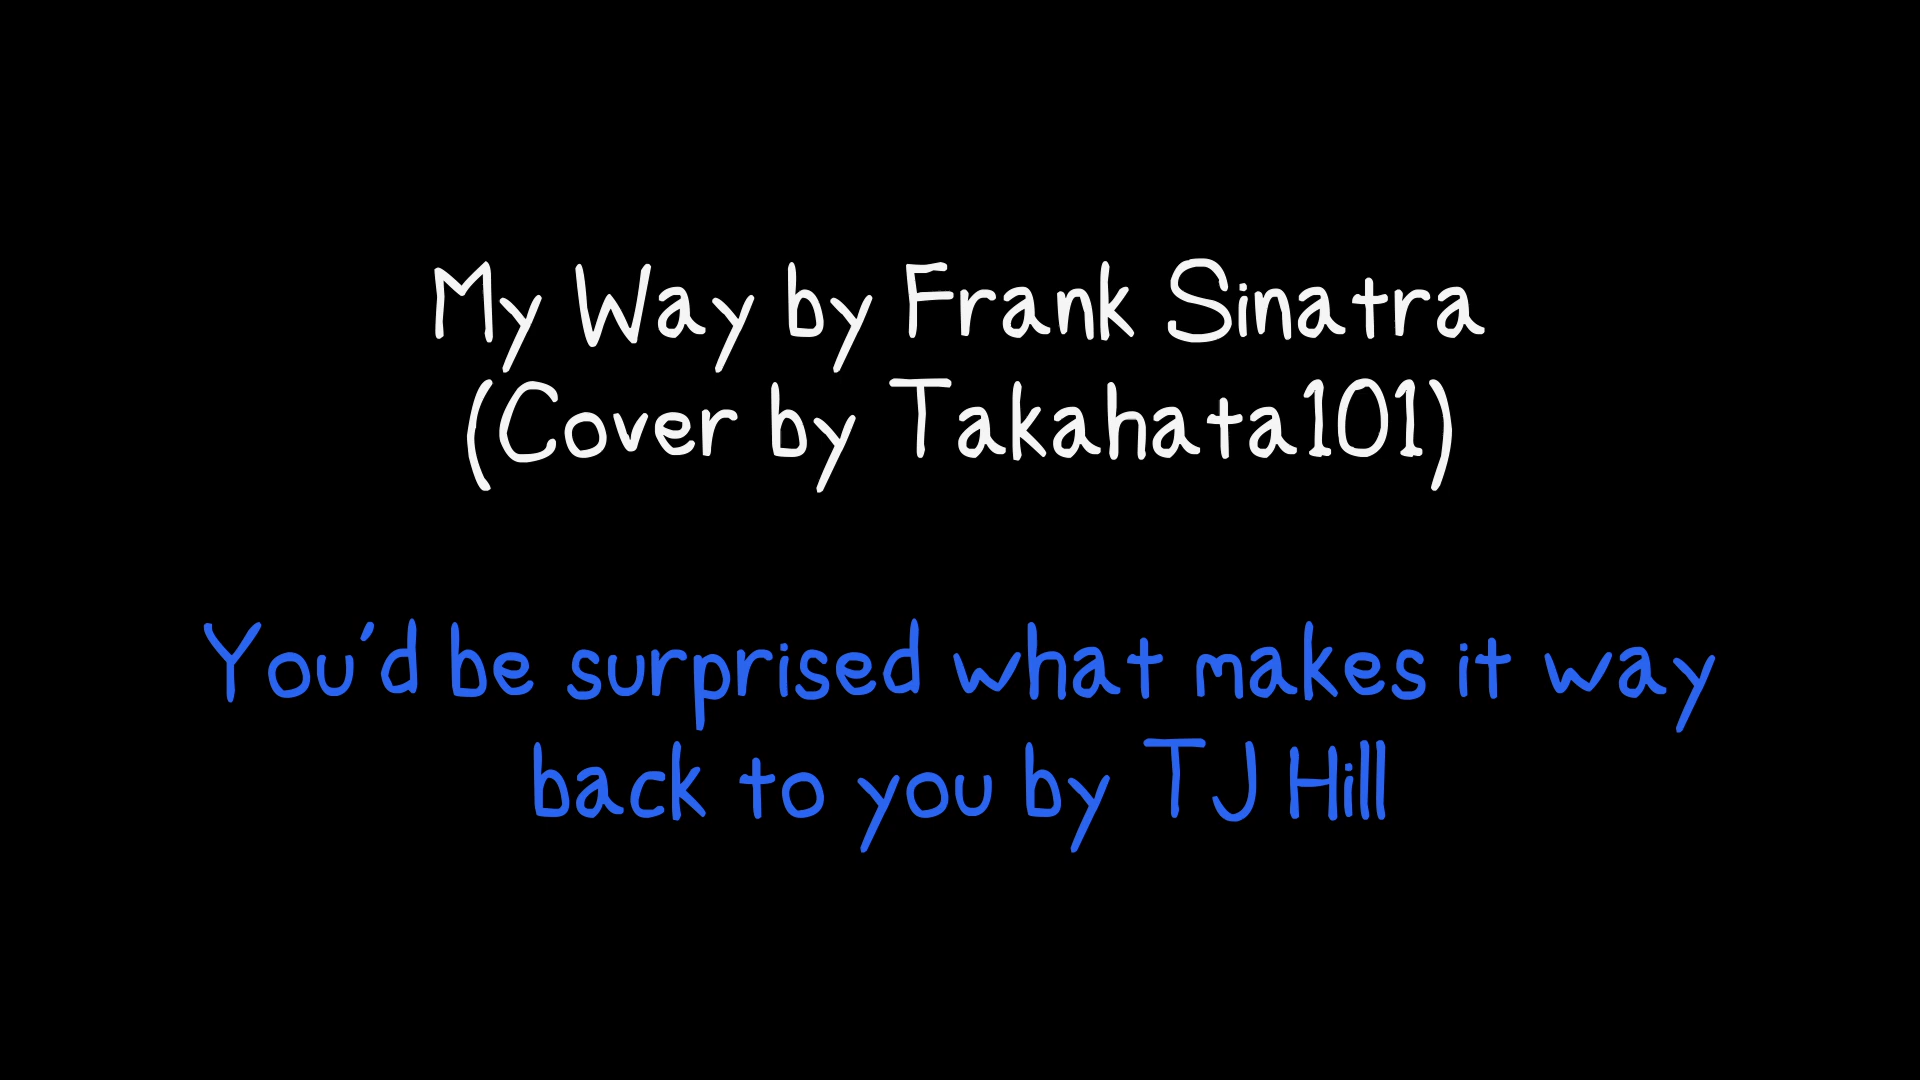 My Way by Frank Sinatra
(Cover by Takahata101)
You'd be surprised what makes it way
back to you by TJ Hill